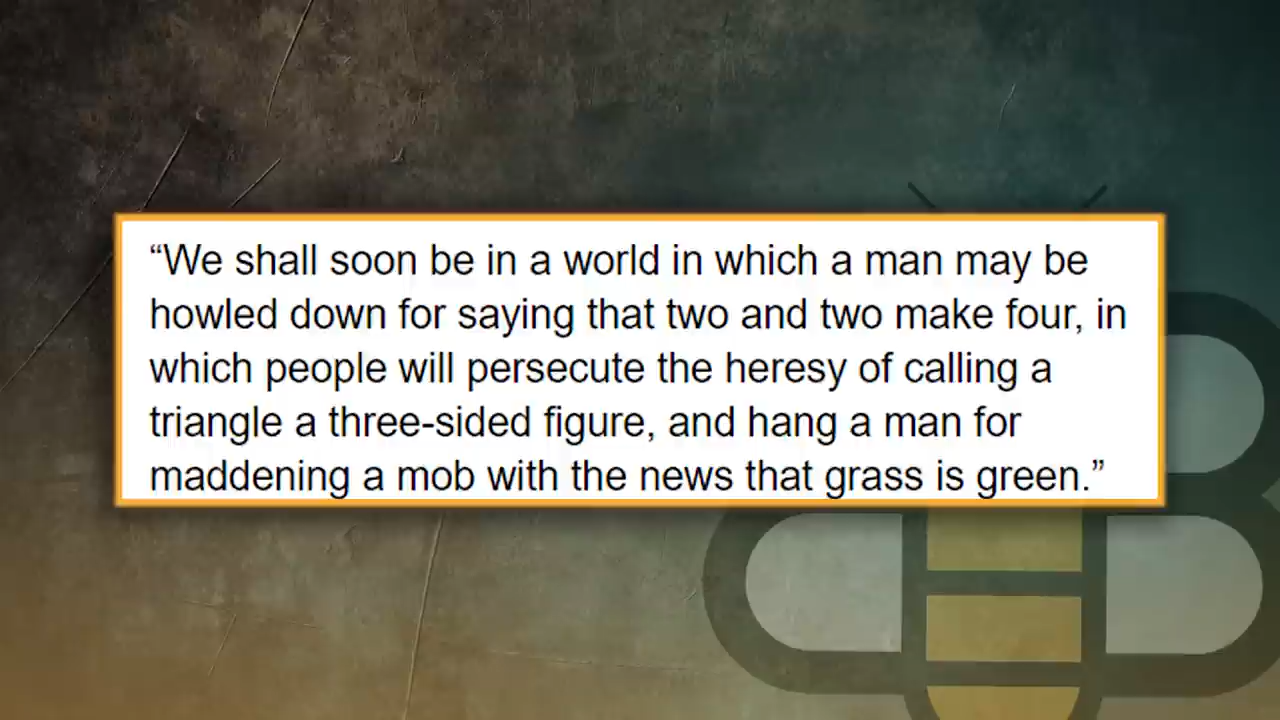 “We shall soon be in a world in which a man may be
howled down for saying that two and two make four, in
which people will persecute the heresy of calling a
triangle a three-sided figure, and hang a man for
maddening a mob with the news that grass is green.”